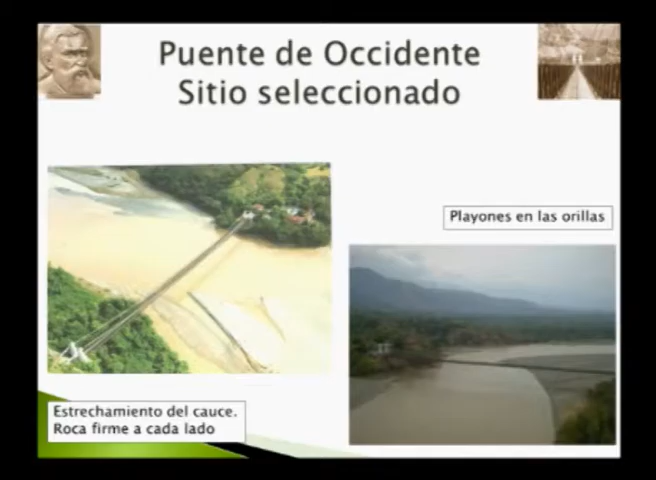 Puente de Occidente
Sitio seleccionado
Playones en las orillas
Estrechamiento del cauce.
Roca firme a cada lado